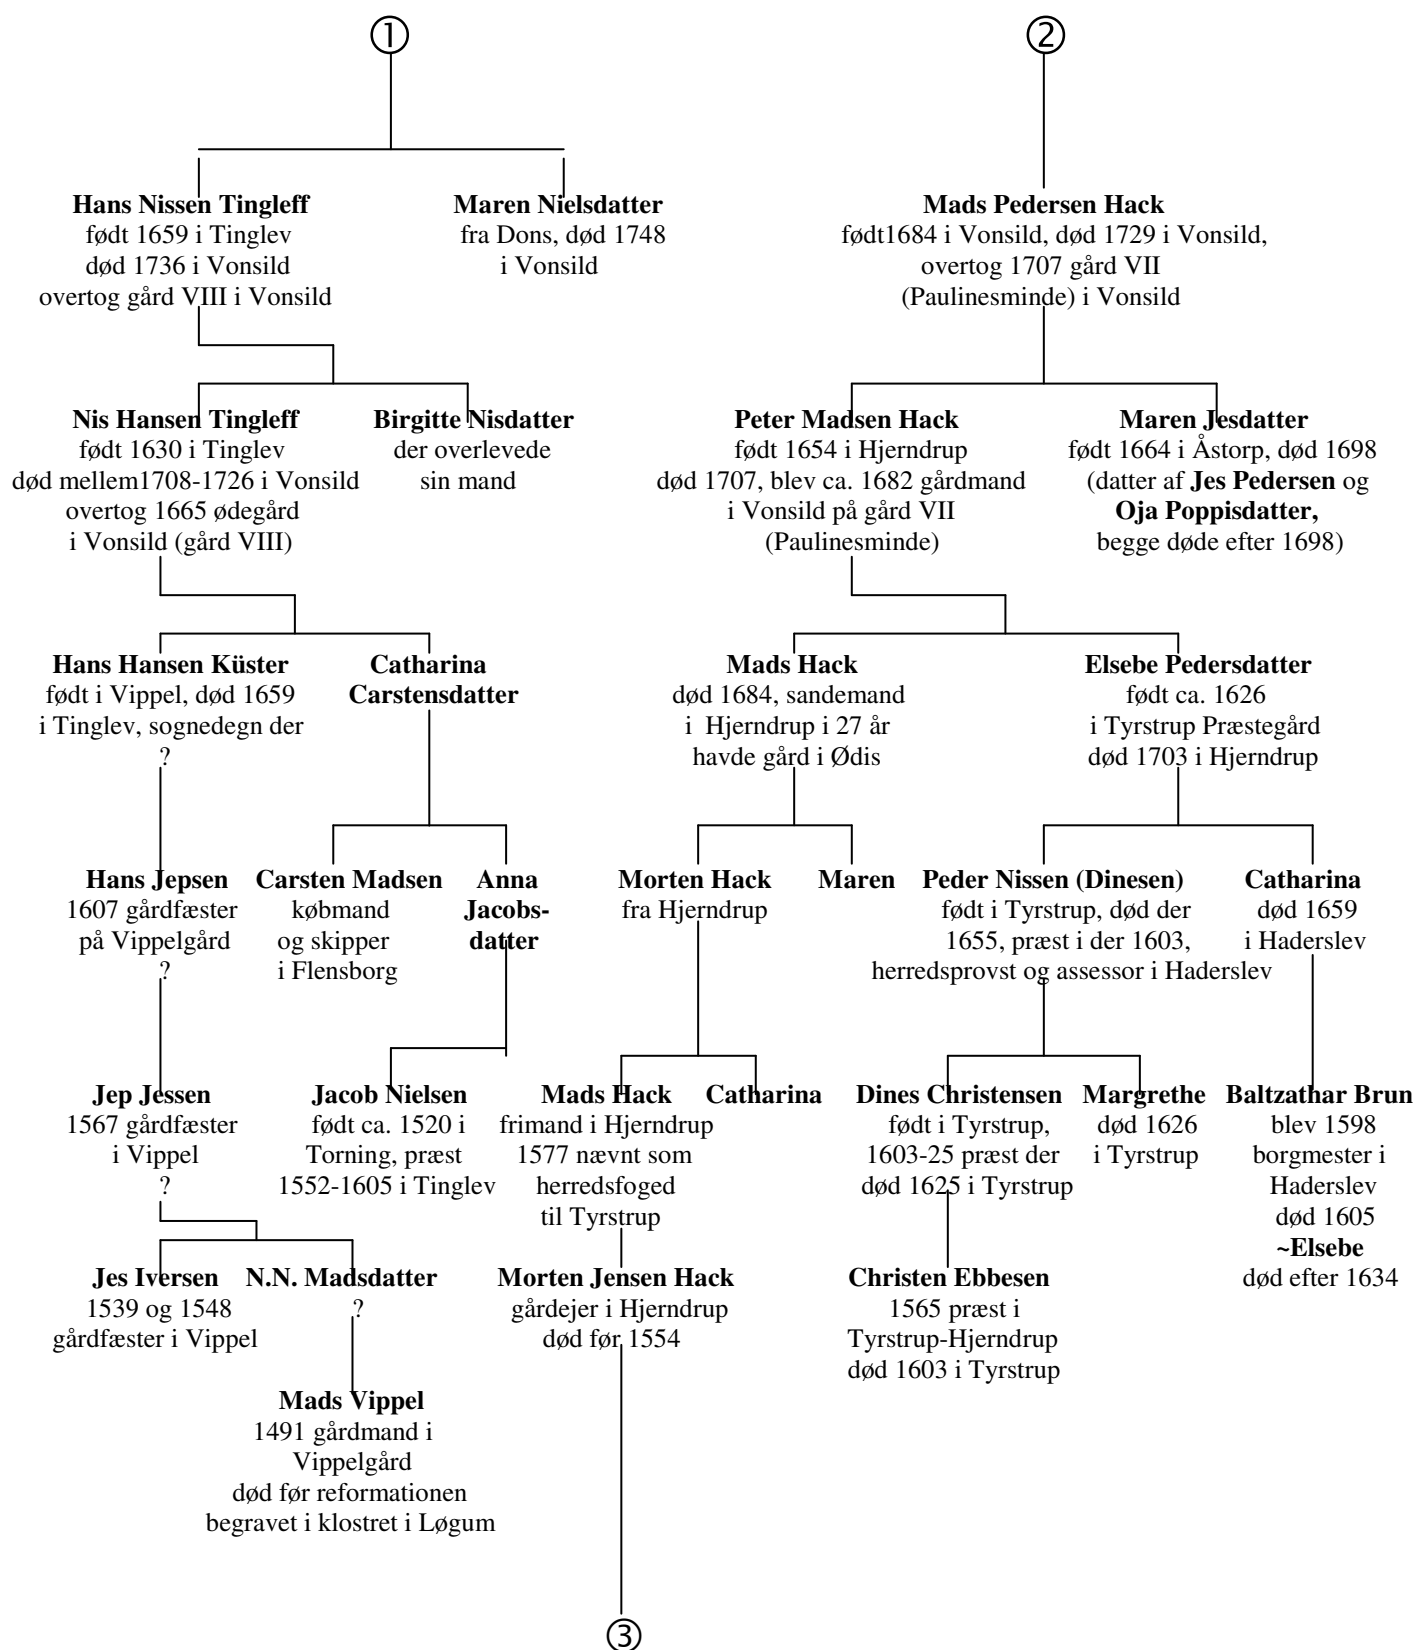 ①
②
Hans Nissen Tingleff
født 1659 i Tinglev
død 1736 i Vonsild
overtog gård VIII i Vonsild
Maren Nielsdatter
fra Dons, død 1748
i Vonsild
Mads Pedersen Hack
født1684 i Vonsild, død 1729 i Vonsild,
overtog 1707 gård VII
(Paulinesminde) i Vonsild
Nis Hansen Tingleff
født 1630 i Tinglev
død mellem1708-1726 i Vonsild
overtog 1665 ødegård
i Vonsild (gård VIII)
Birgitte Nisdatter
der overlevede
sin mand
Peter Madsen Hack
født 1654 i Hjerndrup
død 1707, blev ca. 1682 gårdmand
i Vonsild på gård VII
(Paulinesminde)
Maren Jesdatter
født 1664 i Åstorp, død 1698
(datter af Jes Pedersen og
Oja Poppisdatter,
begge døde efter 1698)
Hans Hansen Küster
født i Vippel, død 1659
i Tinglev, sognedegn der
?
Catharina
Carstensdatter
Mads Hack
død 1684, sandemand
i Hjerndrup i 27 år
havde gård i Ødis
Elsebe Pedersdatter
født ca. 1626
i Tyrstrup Præstegård
død 1703 i Hjerndrup
Hans Jepsen
1607 gårdfæster
på Vippelgård
?
Carsten Madsen
købmand
og skipper
i Flensborg
Anna
Jacobs-
datter
Morten Hack
fra Hjerndrup
Maren
Peder Nissen (Dinesen)
født i Tyrstrup, død der
1655, præst i der 1603,
herredsprovst og assessor i Haderslev
Catharina
død 1659
i Haderslev
Jep Jessen
1567 gårdfæster
i Vippel
?
Jacob Nielsen
født ca. 1520 i
Torning, præst
1552-1605 i Tinglev
Mads Hack
frimand i Hjerndrup
1577 nævnt som
herredsfoged
til Tyrstrup
Catharina
Dines Christensen
født i Tyrstrup,
1603-25 præst der
død 1625 i Tyrstrup
Margrethe
død 1626
i Tyrstrup
Baltzathar Brun
blev 1598
borgmester i
Haderslev
død 1605
~Elsebe
død efter 1634
Jes Iversen
1539 og 1548
gårdfæster i Vippel
N.N. Madsdatter
?
Morten Jensen Hack
gårdejer i Hjerndrup
død før 1554
Christen Ebbesen
1565 præst i
Tyrstrup-Hjerndrup
død 1603 i Tyrstrup
Mads Vippel
1491 gårdmand i
Vippelgård
død før reformationen
begravet i klostret i Løgum
③